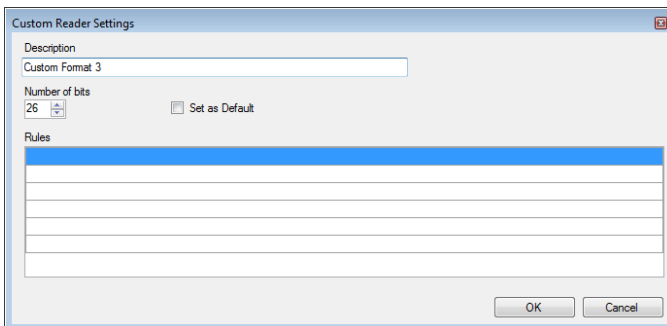 Custom Reader Settings
Description
Custom Format 3
Number of bits
26
Set as Default
Rules
OK Cancel